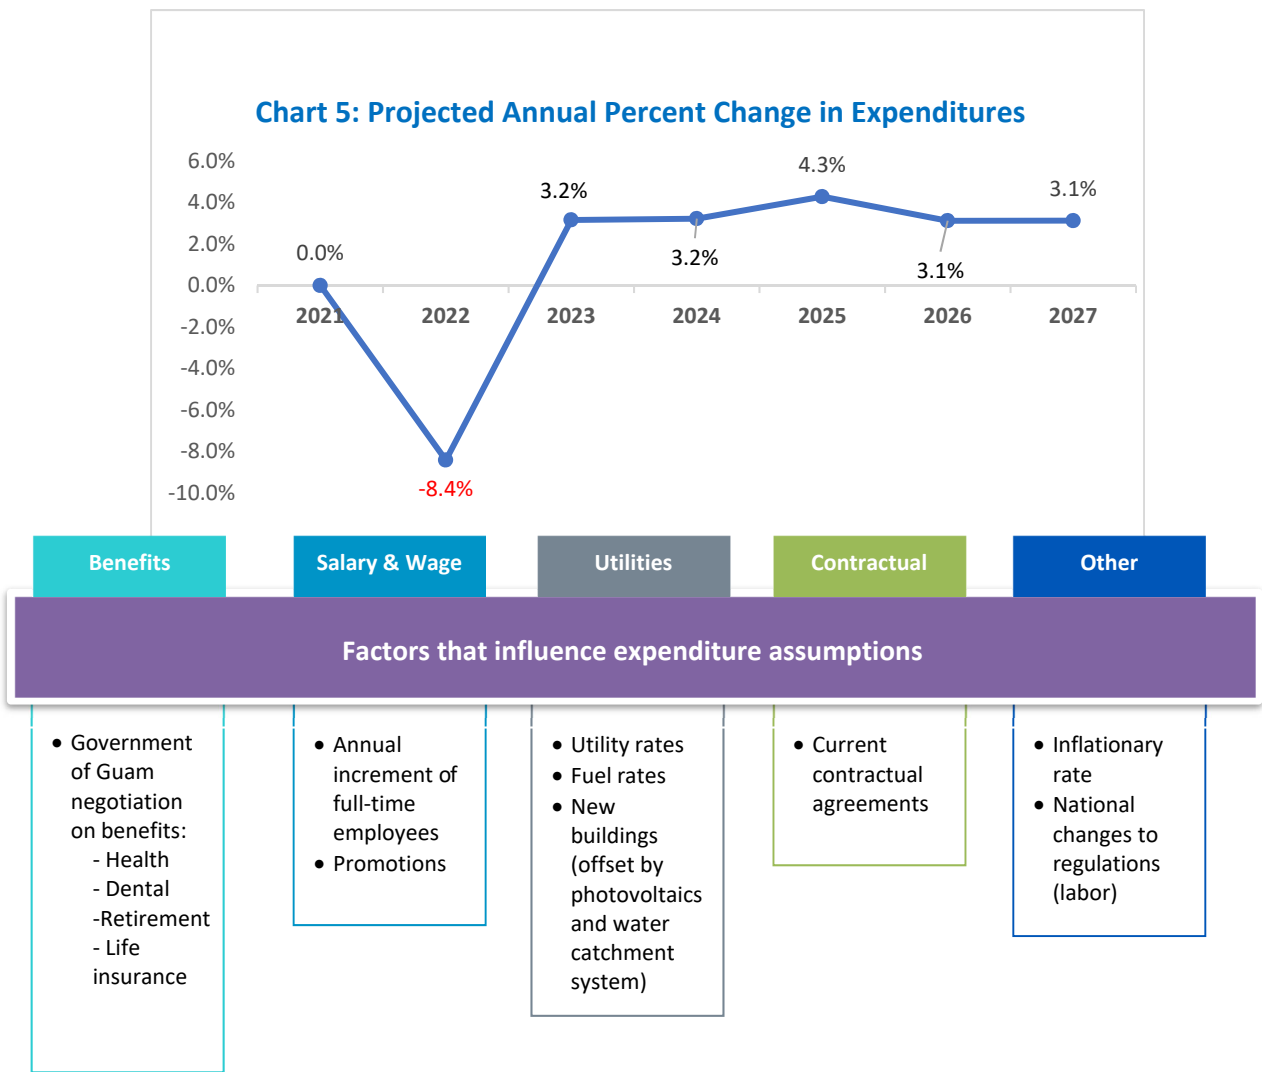 Chart 5: Projected Annual Percent Change in Expenditures
6.0%
4.0%
2.0%
0.0%
-2.0%
-4.0%
-6.0%
-8.0%
-10.0%
0.0%
-8.4%
3.2%
3.2%
4.3%
3.1%
3.1%
2021 2022 2023 2024 2025 2026 2027
Benefits Salary & Wage Utilities Contractual Other
Factors that influence expenditure assumptions
• Government
of Guam
negotiation
on benefits:
- Health
- Dental
-Retirement
- Life
insurance
• Annual
increment of
full-time
employees
• Promotions
• Utility rates
• Fuel rates
• New
buildings
(offset by
photovoltaics
and water
catchment
system)
• Current
contractual
agreements
• Inflationary
rate
• National
changes to
regulations
(labor)